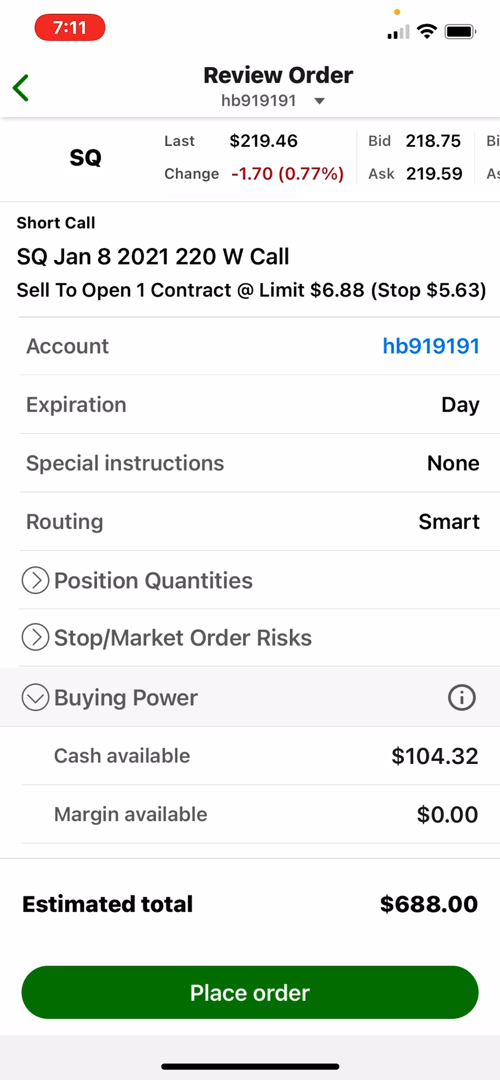 7:11
Review Order
hb919191
SQ
Last $219.46
Change -1.70 (0.77%)
Bid 218.75
Ask 219.59
Bi
As
Short Call
SQ Jan 8 2021 220 W Call
Sell To Open 1 Contract @ Limit $6.88 (Stop $5.63)
Account hb919191
Expiration Day
Special instructions None
Routing Smart
Position Quantities
Stop/Market Order Risks
Buying Power
Cash available $104.32
Margin available $0.00
Estimated total $688.00
Place order